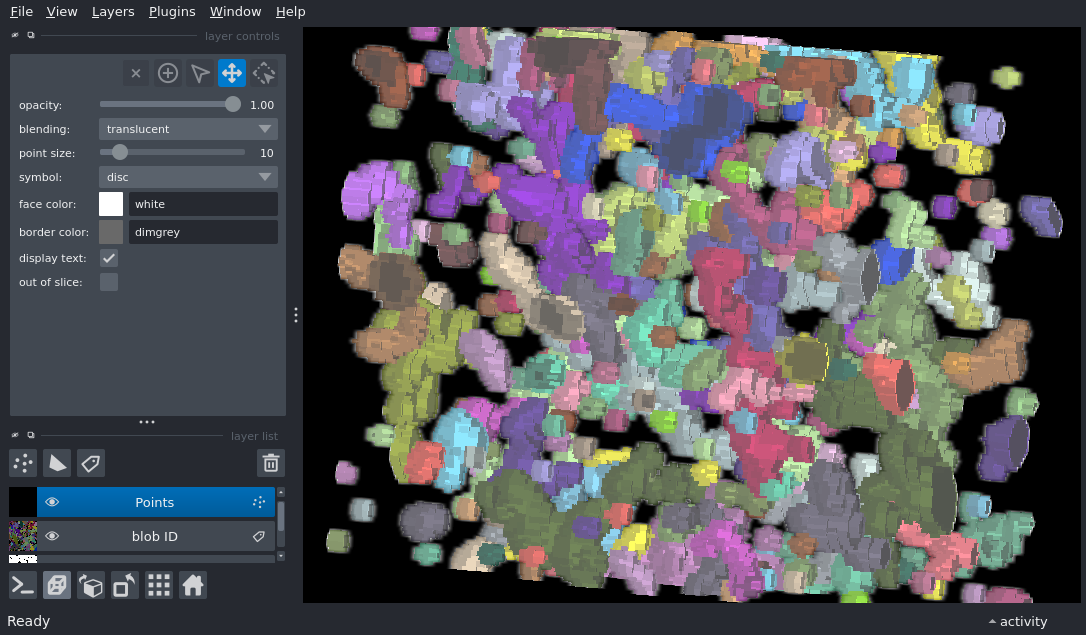 File View Layers Plugins Window Help
layer controls
opacity: 1.00
blending: translucent
point size: 10
symbol: disc
face color: white
border color: dimgrey
display text:
out of slice:
layer list
Points
blob ID
Ready activity